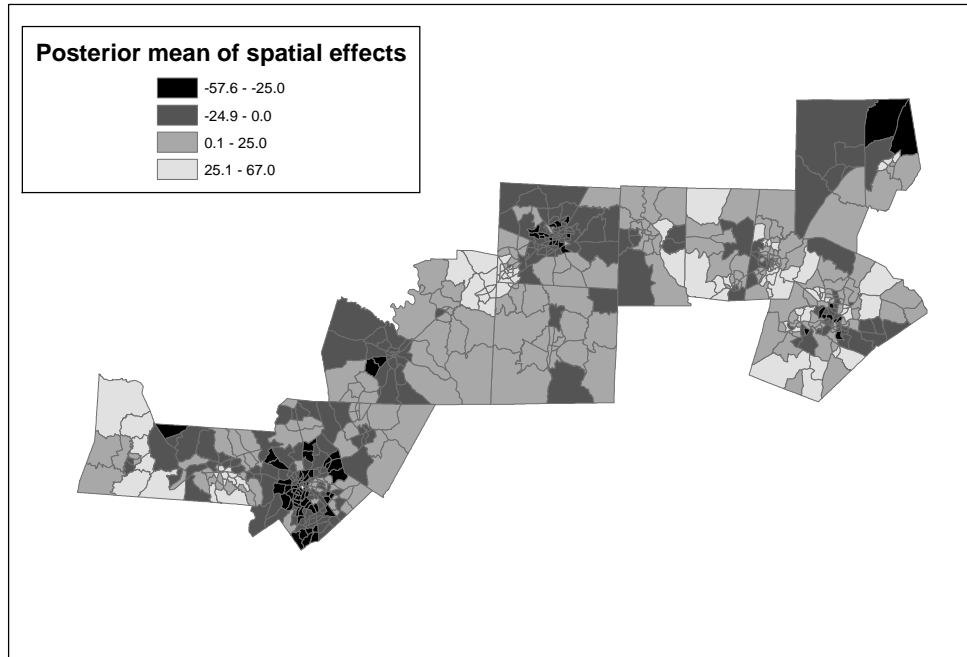 Posterior mean of spatial effects
-57.6 - -25.0
-24.9 - 0.0
0.1 - 25.0
25.1 - 67.0